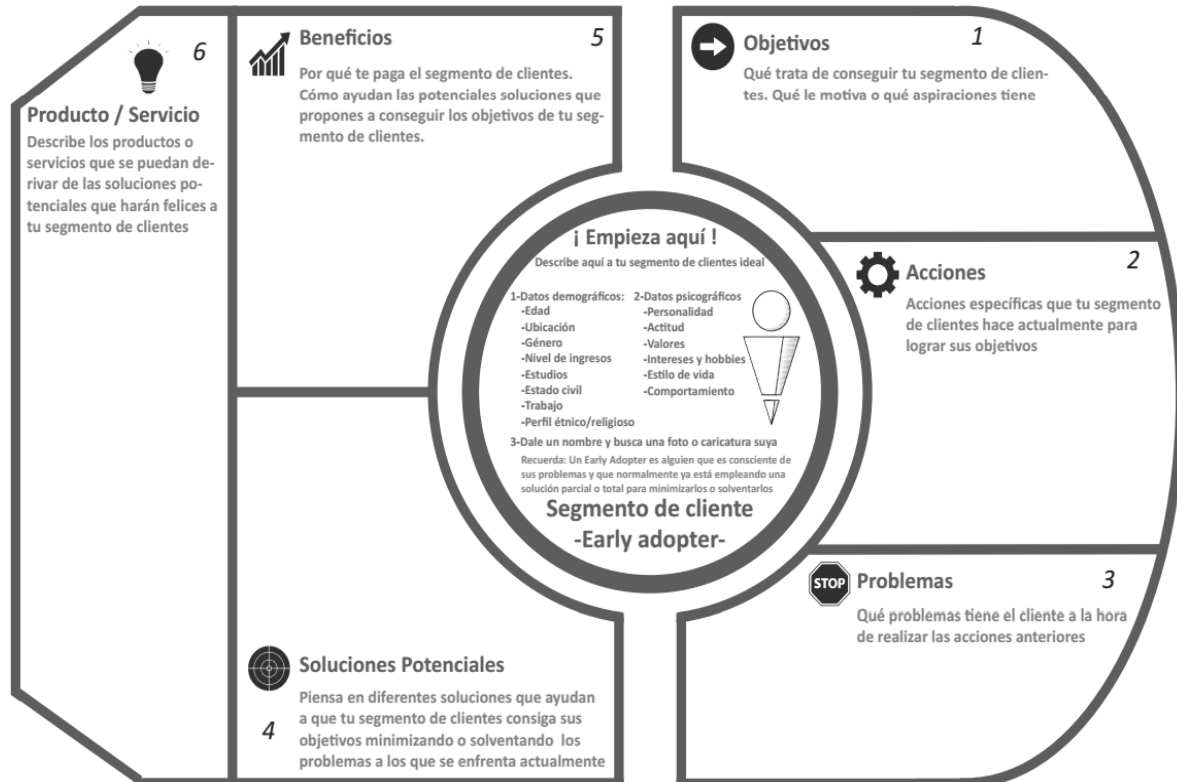 ¡ Empieza aquí !
Describe aquí a tu segmento de clientes ideal
1-Datos demográficos:
-Edad
-Ubicación
-Género
-Nivel de ingresos
-Estudios
-Estado civil
-Trabajo
-Perfil étnico/religioso
2-Datos psicográficos
-Personalidad
-Actitud
-Valores
-Intereses y hobbies
-Estilo de vida
-Comportamiento
3-Dale un nombre y busca una foto o caricatura suya
Recuerda: Un Early Adopter es alguien que es consciente de
sus problemas y que normalmente ya está empleando una
solución parcial o total para minimizarlos o solventarlos
Segmento de cliente
-Early adopter-
Objetivos
1
Qué trata de conseguir tu segmento de clien-
tes. Qué le motiva o qué aspiraciones tiene
Acciones
2
Acciones específicas que tu segmento
de clientes hace actualmente para
lograr sus objetivos
STOP
Problemas
3
Qué problemas tiene el cliente a la hora
de realizar las acciones anteriores
Soluciones Potenciales
4
Piensa en diferentes soluciones que ayudan
a que tu segmento de clientes consiga sus
objetivos minimizando o solventando los
problemas a los que se enfrenta actualmente
Beneficios
5
Por qué te paga el segmento de clientes.
Cómo ayudan las potenciales soluciones que
propones a conseguir los objetivos de tu seg-
mento de clientes.
6
Producto / Servicio
Describe los productos o
servicios que se puedan de-
rivar de las soluciones po-
tenciales que harán felices a
tu segmento de clientes